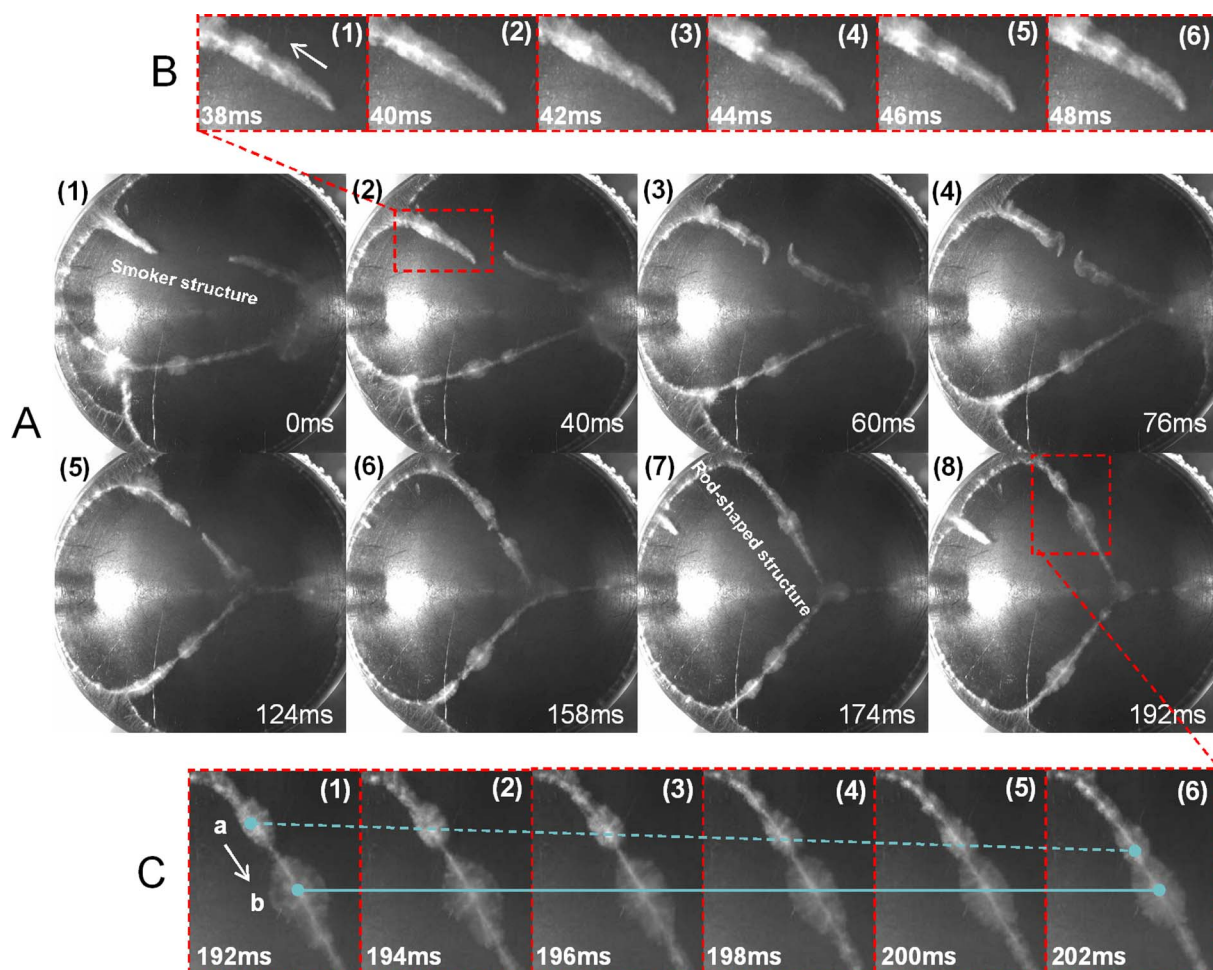 B
(1) (2) (3) (4) (5) (6)
38ms 40ms 42ms 44ms 46ms 48ms
A
(1) (2) (3) (4)
Smoker structure
0ms 40ms 60ms 76ms
(5) (6) (7) (8)
Rod-shaped structure
124ms 158ms 174ms 192ms
C
(1) (2) (3) (4) (5) (6)
a
b
192ms 194ms 196ms 198ms 200ms 202ms